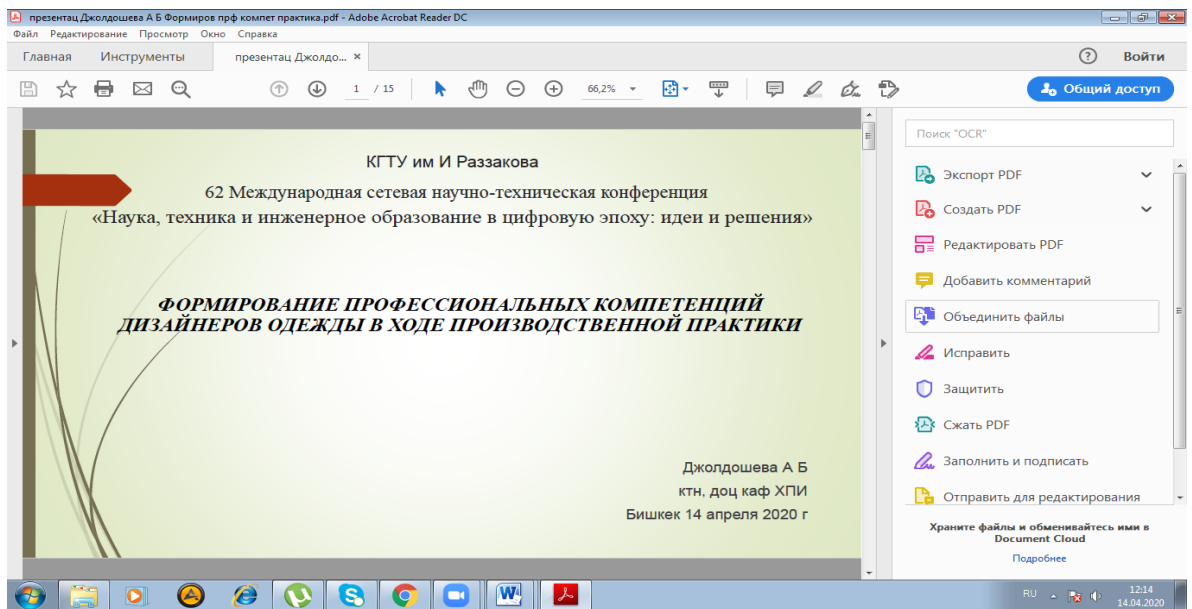 презентац Джолдошева А Б Формиров прф компет практика.pdf - Adobe Acrobat Reader DC
Файл Редактирование Просмотр Окно Справка
Главная Инструменты презентац Джолдо... × ? Войти
1 / 15 66,2% Общий доступ
КГТУ им И Раззакова
62 Международная сетевая научно-техническая конференция
«Наука, техника и инженерное образование в цифровую эпоху: идеи и решения»
ФОРМИРОВАНИЕ ПРОФЕССИОНАЛЬНЫХ КОМПЕТЕНЦИЙ
ДИЗАЙНЕРОВ ОДЕЖДЫ В ХОДЕ ПРОИЗВОДСТВЕННОЙ ПРАКТИКИ
Джолдошева А Б
ктн, доц каф ХПИ
Бишкек 14 апреля 2020 г
Поиск "OCR"
Экспорт PDF
Создать PDF
Редактировать PDF
Добавить комментарий
Объединить файлы
Исправить
Защитить
Сжать PDF
Заполнить и подписать
Отправить для редактирования
Храните файлы и обменивайтесь ими в
Document Cloud
Подробнее
RU 12:14
14.04.2020